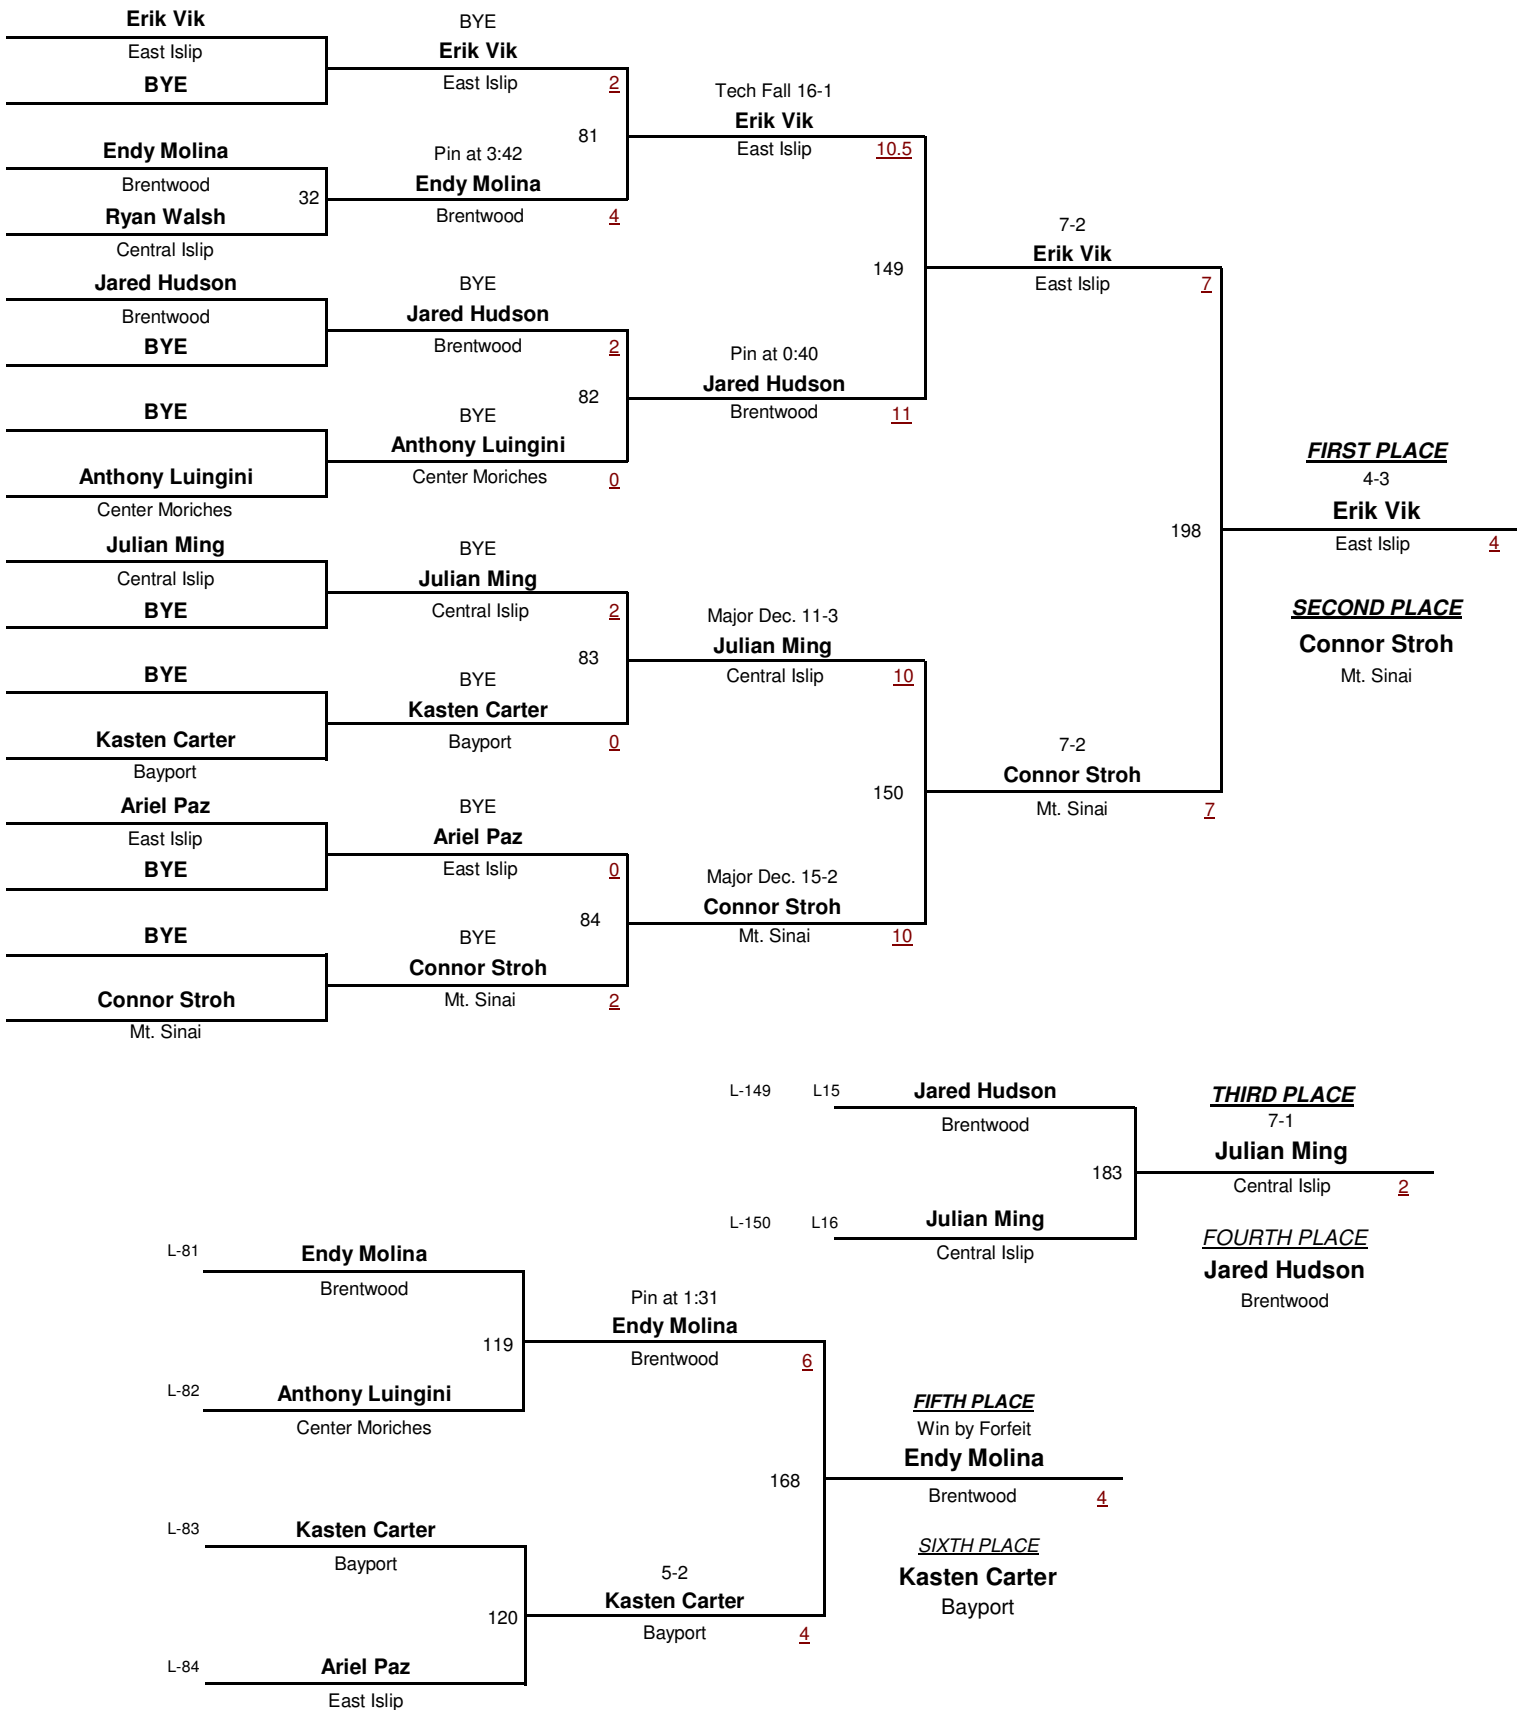 Erik Vik
East Islip
BYE
Endy Molina
Brentwood
32
Ryan Walsh
Central Islip
Jared Hudson
Brentwood
BYE
BYE
Anthony Luingini
Center Moriches
Julian Ming
Central Islip
BYE
BYE
Kasten Carter
Bayport
Ariel Paz
East Islip
BYE
BYE
Connor Stroh
Mt. Sinai
BYE
Erik Vik
East Islip 2
81
Pin at 3:42
Endy Molina
Brentwood 4
BYE
Jared Hudson
Brentwood 2
82
BYE
Anthony Luingini
Center Moriches 0
BYE
Julian Ming
Central Islip 2
83
BYE
Kasten Carter
Bayport 0
BYE
Ariel Paz
East Islip 0
84
BYE
Connor Stroh
Mt. Sinai 2
Tech Fall 16-1
Erik Vik
East Islip 10.5
149
Pin at 0:40
Jared Hudson
Brentwood 11
Major Dec. 11-3
Julian Ming
Central Islip 10
150
Major Dec. 15-2
Connor Stroh
Mt. Sinai 10
7-2
Erik Vik
East Islip 7
198
7-2
Connor Stroh
Mt. Sinai 7
FIRST PLACE
4-3
Erik Vik
East Islip 4
SECOND PLACE
Connor Stroh
Mt. Sinai
L-149 L15 Jared Hudson
Brentwood
183
L-150 L16 Julian Ming
Central Islip
THIRD PLACE
7-1
Julian Ming
Central Islip 2
FOURTH PLACE
Jared Hudson
Brentwood
L-81 Endy Molina
Brentwood
119
L-82 Anthony Luingini
Center Moriches
L-83 Kasten Carter
Bayport
120
L-84 Ariel Paz
East Islip
Pin at 1:31
Endy Molina
Brentwood 6
168
5-2
Kasten Carter
Bayport 4
FIFTH PLACE
Win by Forfeit
Endy Molina
Brentwood 4
SIXTH PLACE
Kasten Carter
Bayport